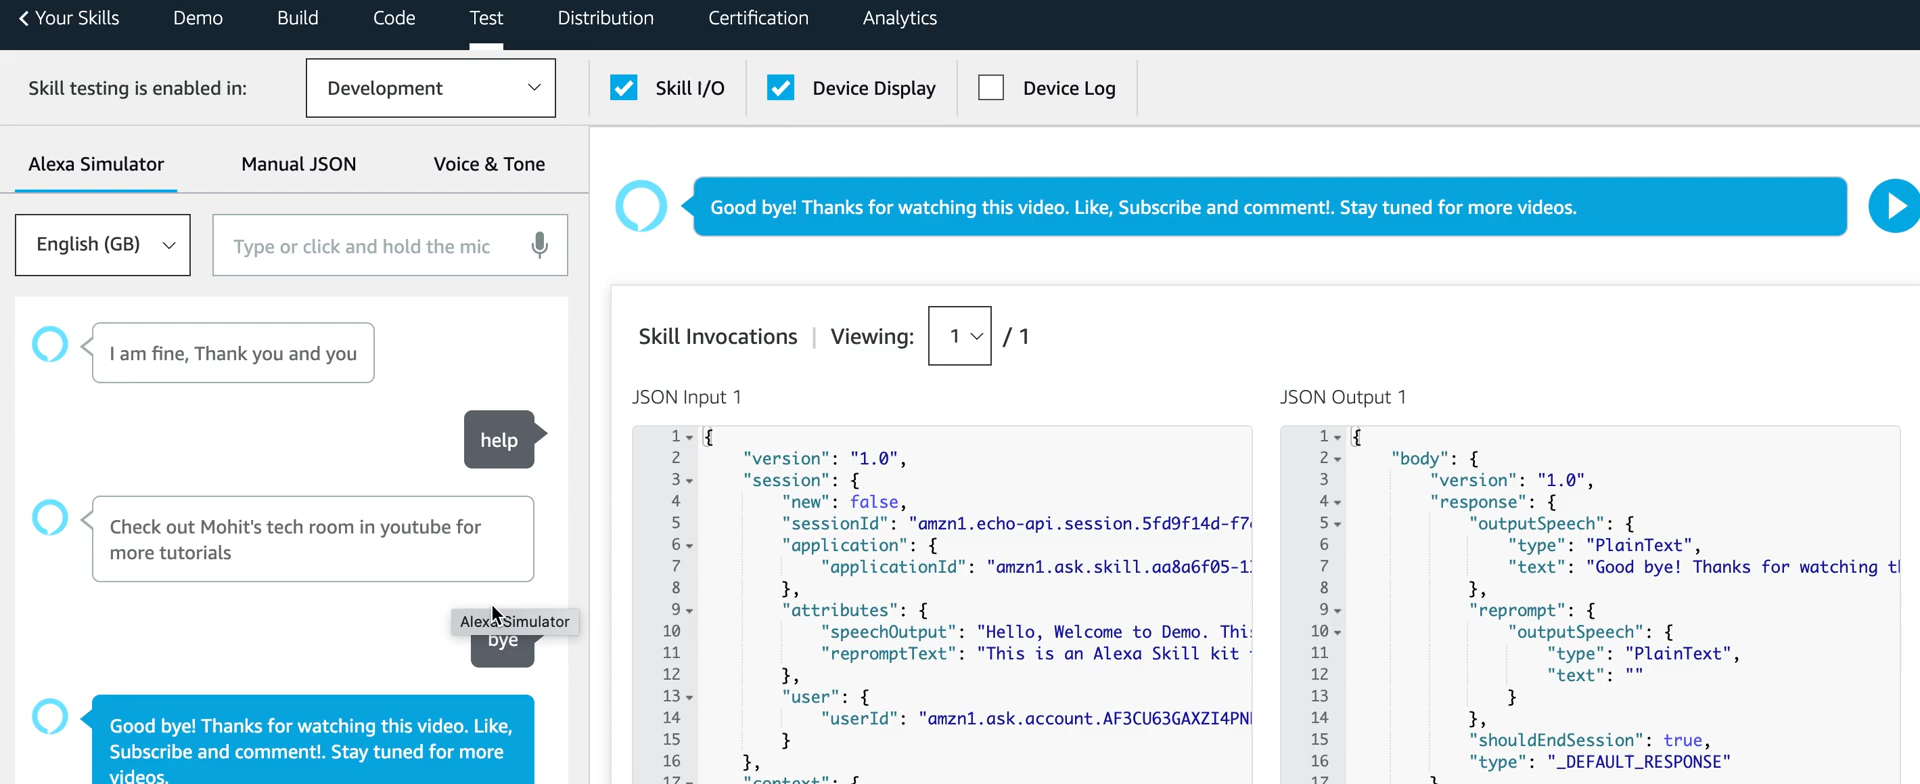 Your Skills Demo Build Code Test Distribution Certification Analytics
Skill testing is enabled in: Development Skill I/O Device Display Device Log
Alexa Simulator Manual JSON Voice & Tone
English (GB) Type or click and hold the mic
I am fine, Thank you and you
help
Check out Mohit's tech room in youtube for
more tutorials
Alexa Simulator
bye
Good bye! Thanks for watching this video. Like,
Subscribe and comment!. Stay tuned for more
videos.
Good bye! Thanks for watching this video. Like, Subscribe and comment!. Stay tuned for more videos.
Skill Invocations | Viewing: 1 / 1
JSON Input 1
1 {
2 "version": "1.0",
3 "session": {
4 "new": false,
5 "sessionId": "amzn1.echo-api.session.5fd9f14d-f7
6 "application": {
7 "applicationId": "amzn1.ask.skill.aa8a6f05-1
8 },
9 "attributes": {
10 "speechOutput": "Hello, Welcome to Demo. This
11 "repromptText": "This is an Alexa Skill kit
12 },
13 "user": {
14 "userId": "amzn1.ask.account.AF3CU63GAXZI4PN
15 }
16 },
17 "context": {
JSON Output 1
1 {
2 "body": {
3 "version": "1.0",
4 "response": {
5 "outputSpeech": {
6 "type": "PlainText",
7 "text": "Good bye! Thanks for watching t
8 },
9 "reprompt": {
10 "outputSpeech": {
11 "type": "PlainText",
12 "text": ""
13 }
14 },
15 "shouldEndSession": true,
16 "type": "_DEFAULT_RESPONSE"
17 }